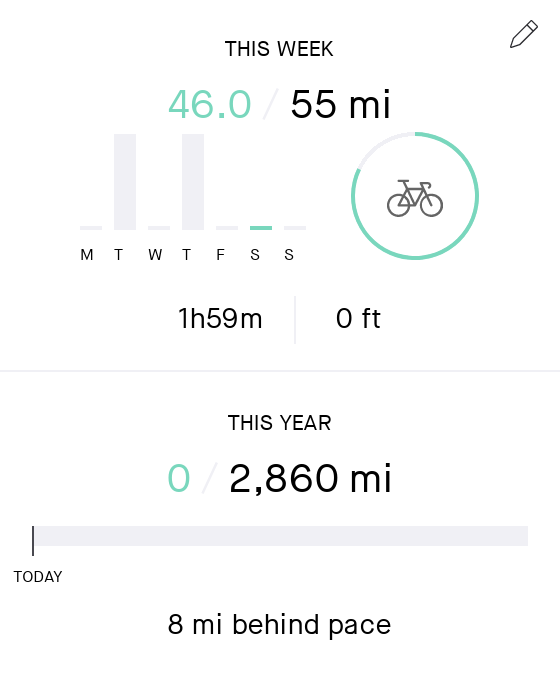 THIS WEEK
46.0 / 55 mi
M T W T F S S
1h59m 0 ft
THIS YEAR
0 / 2,860 mi
TODAY
8 mi behind pace